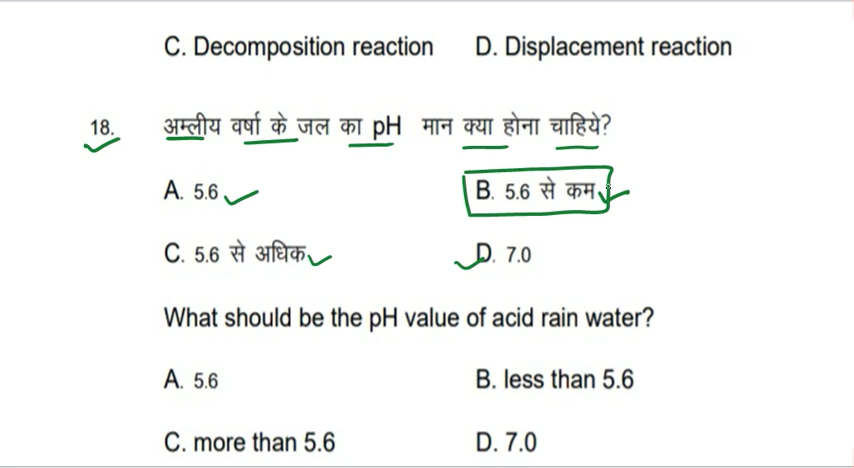 C. Decomposition reaction D. Displacement reaction
18. अम्लीय वर्षा के जल का pH मान क्या होना चाहिये?
A. 5.6 B. 5.6 से कम
C. 5.6 से अधिक D. 7.0
What should be the pH value of acid rain water?
A. 5.6 B. less than 5.6
C. more than 5.6 D. 7.0